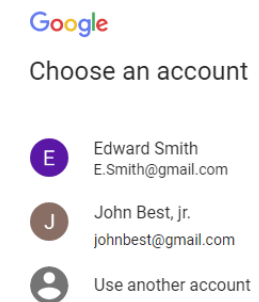 Google
Choose an account
E
Edward Smith
E.Smith@gmail.com
J
John Best, jr.
johnbest@gmail.com
Use another account